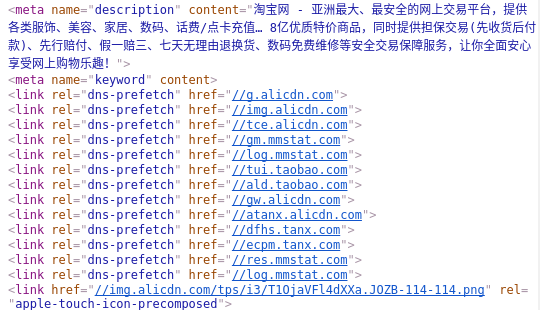 <meta name="description" content="淘宝网 - 亚洲最大、最安全的网上交易平台，提供
各类服饰、美容、家居、数码、话费/点卡充值… 8亿优质特价商品，同时提供担保交易(先收货后付
款)、先行赔付、假一赔三、七天无理由退换货、数码免费维修等安全交易保障服务，让你全面安心
享受网上购物乐趣！">
<meta name="keyword" content>
<link rel="dns-prefetch" href="//g.alicdn.com">
<link rel="dns-prefetch" href="//img.alicdn.com">
<link rel="dns-prefetch" href="//tce.alicdn.com">
<link rel="dns-prefetch" href="//gm.mmstat.com">
<link rel="dns-prefetch" href="//log.mmstat.com">
<link rel="dns-prefetch" href="//tui.taobao.com">
<link rel="dns-prefetch" href="//ald.taobao.com">
<link rel="dns-prefetch" href="//gw.alicdn.com">
<link rel="dns-prefetch" href="//atanx.alicdn.com">
<link rel="dns-prefetch" href="//dfhs.tanx.com">
<link rel="dns-prefetch" href="//ecpm.tanx.com">
<link rel="dns-prefetch" href="//res.mmstat.com">
<link rel="dns-prefetch" href="//log.mmstat.com">
<link href="//img.alicdn.com/tps/i3/T1OjaVFl4dXXa.JOZB-114-114.png" rel=
"apple-touch-icon-precomposed">